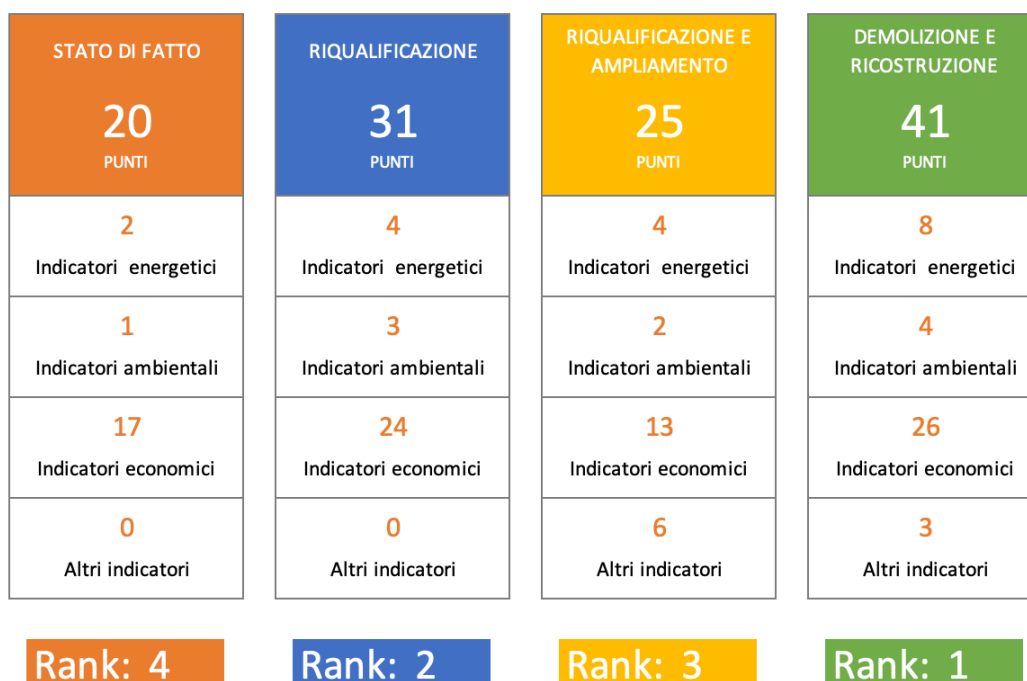 STATO DI FATTO
20
PUNTI
2
Indicatori energetici
1
Indicatori ambientali
17
Indicatori economici
0
Altri indicatori
Rank: 4
RIQUALIFICAZIONE
31
PUNTI
4
Indicatori energetici
3
Indicatori ambientali
24
Indicatori economici
0
Altri indicatori
Rank: 2
RIQUALIFICAZIONE E
AMPLIAMENTO
25
PUNTI
4
Indicatori energetici
2
Indicatori ambientali
13
Indicatori economici
6
Altri indicatori
Rank: 3
DEMOLIZIONE E
RICOSTRUZIONE
41
PUNTI
8
Indicatori energetici
4
Indicatori ambientali
26
Indicatori economici
3
Altri indicatori
Rank: 1